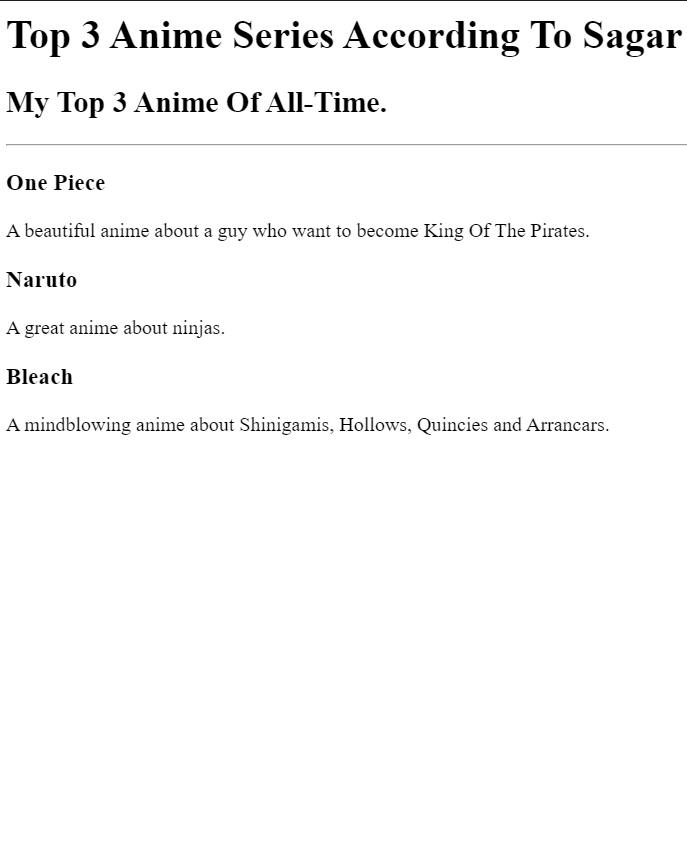 Top 3 Anime Series According To Sagar
My Top 3 Anime Of All-Time.
One Piece
A beautiful anime about a guy who want to become King Of The Pirates.
Naruto
A great anime about ninjas.
Bleach
A mindblowing anime about Shinigamis, Hollows, Quincies and Arrancars.